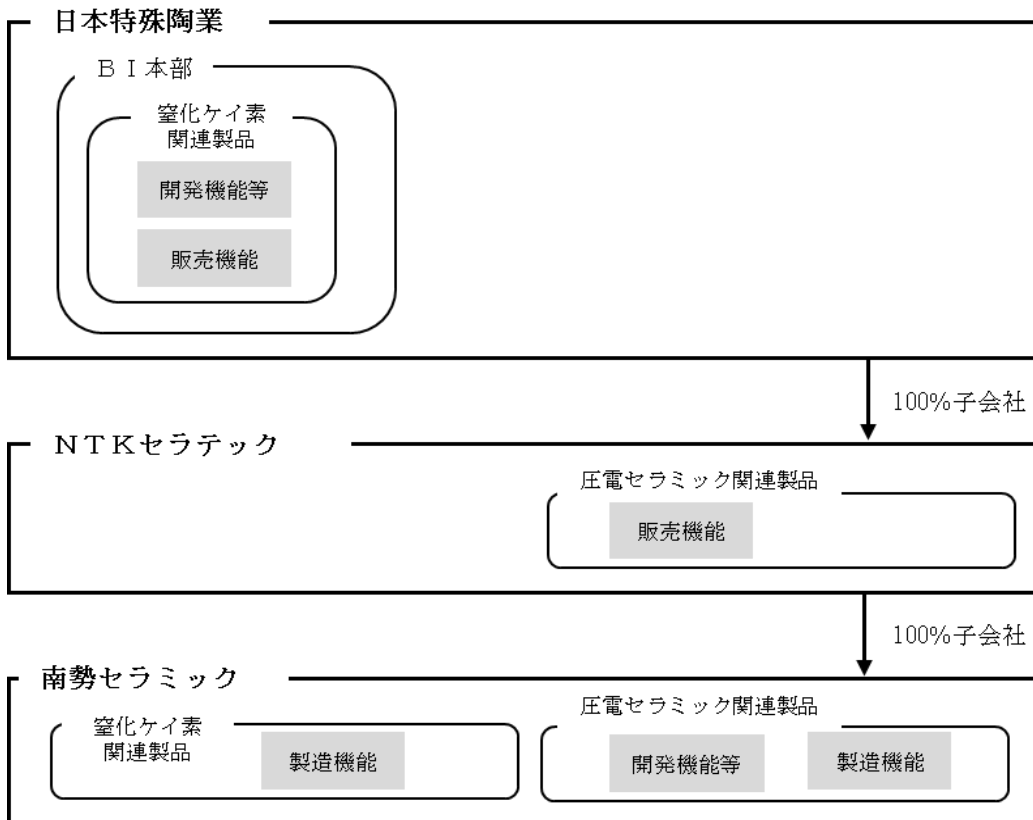 日本特殊陶業
ＢＩ本部
窒化ケイ素
関連製品
開発機能等
販売機能
100%子会社
ＮＴＫセラテック
圧電セラミック関連製品
販売機能
100%子会社
南勢セラミック
窒化ケイ素
関連製品
製造機能
圧電セラミック関連製品
開発機能等
製造機能